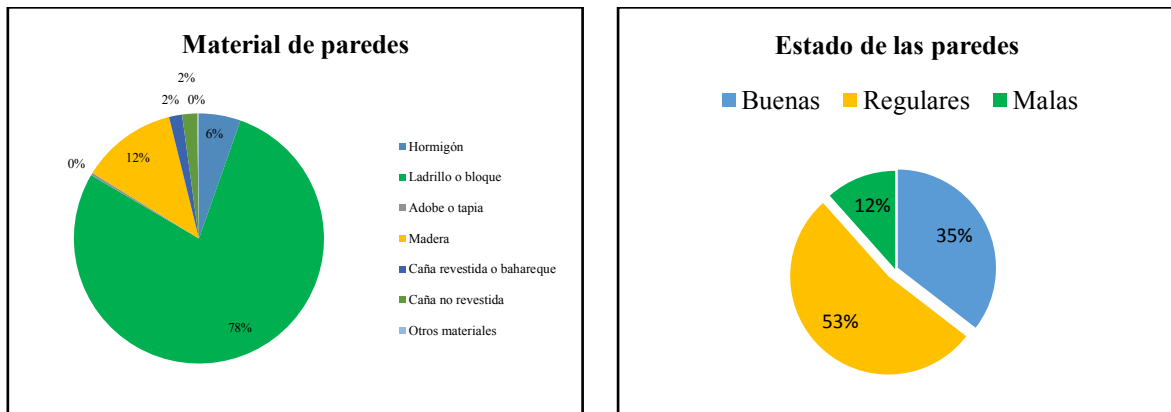 Material de paredes
2%
2%
0%
6%
0%
12%
78%
Hormigón
Ladrillo o bloque
Adobe o tapia
Madera
Caña revestida o bahareque
Caña no revestida
Otros materiales
Estado de las paredes
Buenas Regulares Malas
12%
35%
53%